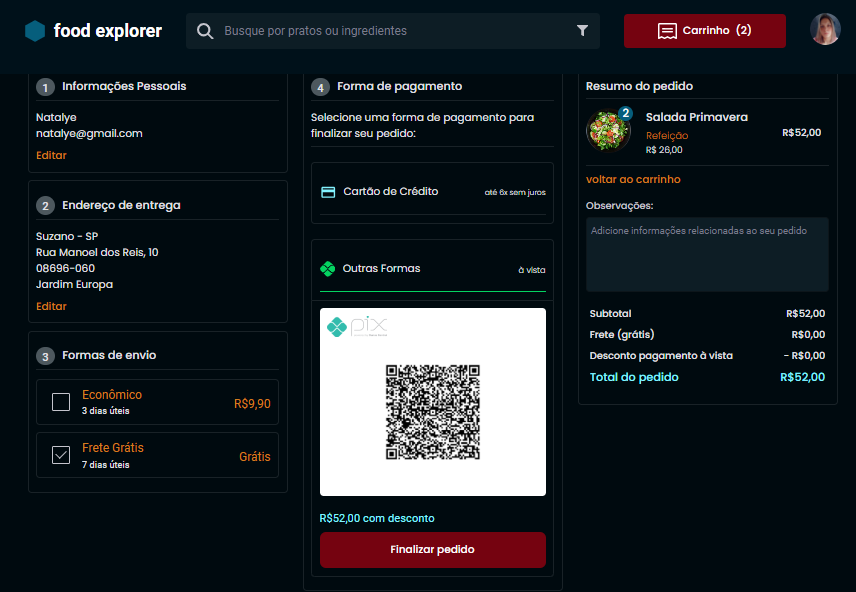 food explorer
Busque por pratos ou ingredientes
Carrinho (2)
1 Informações Pessoais
Natalye
natalye@gmail.com
Editar
2 Endereço de entrega
Suzano - SP
Rua Manoel dos Reis, 10
08696-060
Jardim Europa
Editar
3 Formas de envio
Econômico
3 dias úteis
R$9,90
Frete Grátis
7 dias úteis
Grátis
4 Forma de pagamento
Selecione uma forma de pagamento para
finalizar seu pedido:
Cartão de Crédito
até 6x sem juros
Outras Formas
à vista
pix
R$52,00 com desconto
Finalizar pedido
Resumo do pedido
2
Salada Primavera
Refeição
R$ 26,00
R$52,00
voltar ao carrinho
Observações:
Adicione informações relacionadas ao seu pedido
Subtotal R$52,00
Frete (grátis) R$0,00
Desconto pagamento à vista - R$0,00
Total do pedido R$52,00